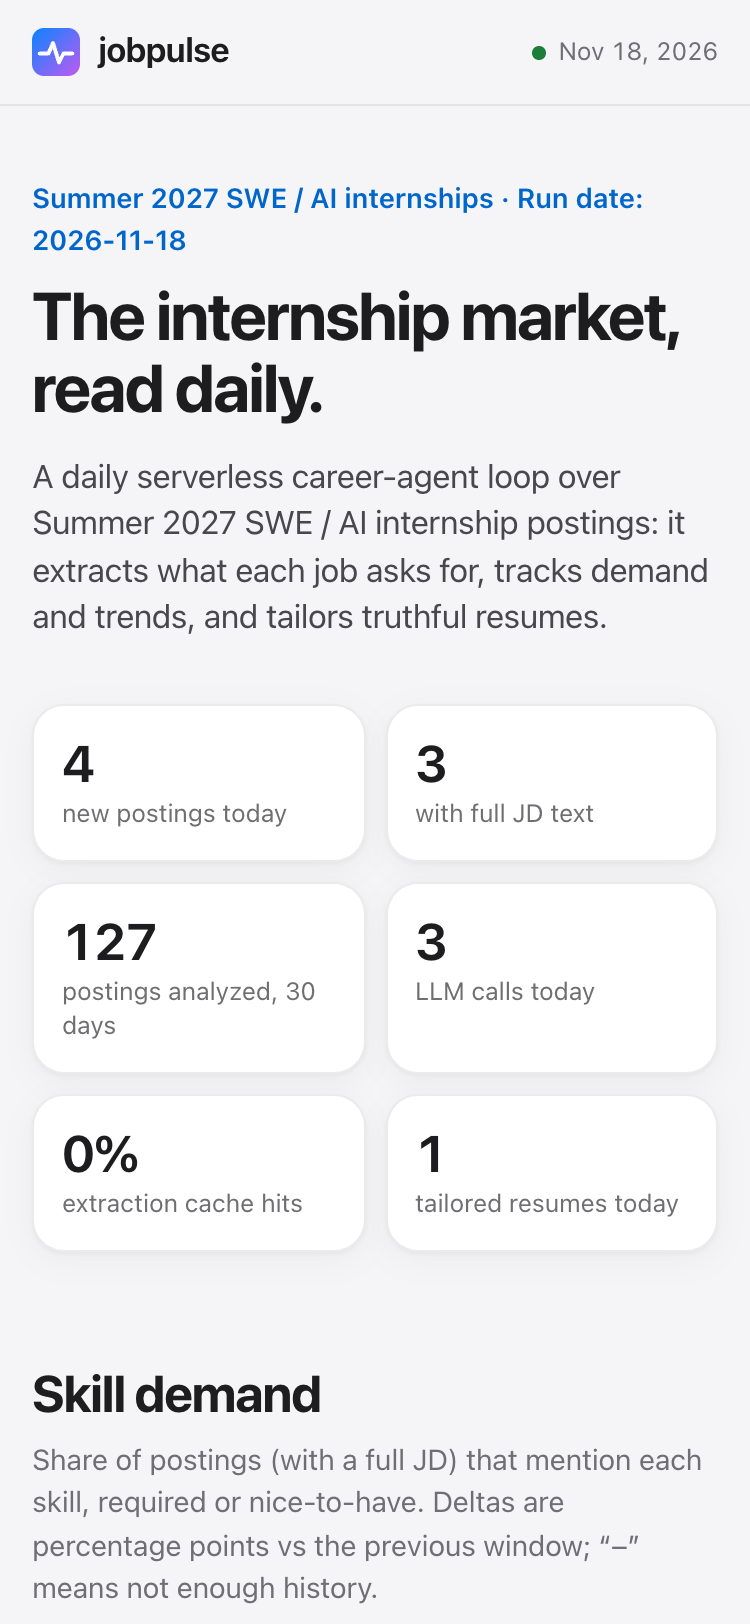 jobpulse
Nov 18, 2026
Summer 2027 SWE / AI internships · Run date:
2026-11-18
The internship market,
read daily.
A daily serverless career-agent loop over
Summer 2027 SWE / AI internship postings: it
extracts what each job asks for, tracks demand
and trends, and tailors truthful resumes.
4
new postings today
3
with full JD text
127
postings analyzed, 30
days
3
LLM calls today
0%
extraction cache hits
1
tailored resumes today
Skill demand
Share of postings (with a full JD) that mention each
skill, required or nice-to-have. Deltas are
percentage points vs the previous window; “–”
means not enough history.